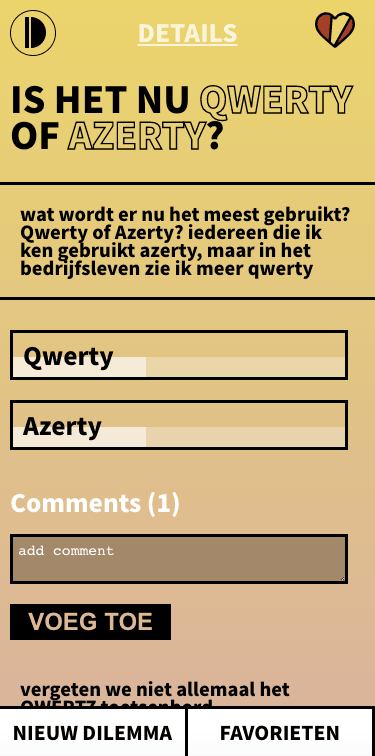 DETAILS
IS HET NU QWERTY
OF AZERTY?
wat wordt er nu het meest gebruikt?
Qwerty of Azerty? iedereen die ik
ken gebruikt azerty, maar in het
bedrijfsleven zie ik meer qwerty
Qwerty
Azerty
Comments (1)
add comment
VOEG TOE
vergeten we niet allemaal het
QWERTZ toetsenbord
NIEUW DILEMMA
FAVORIETEN